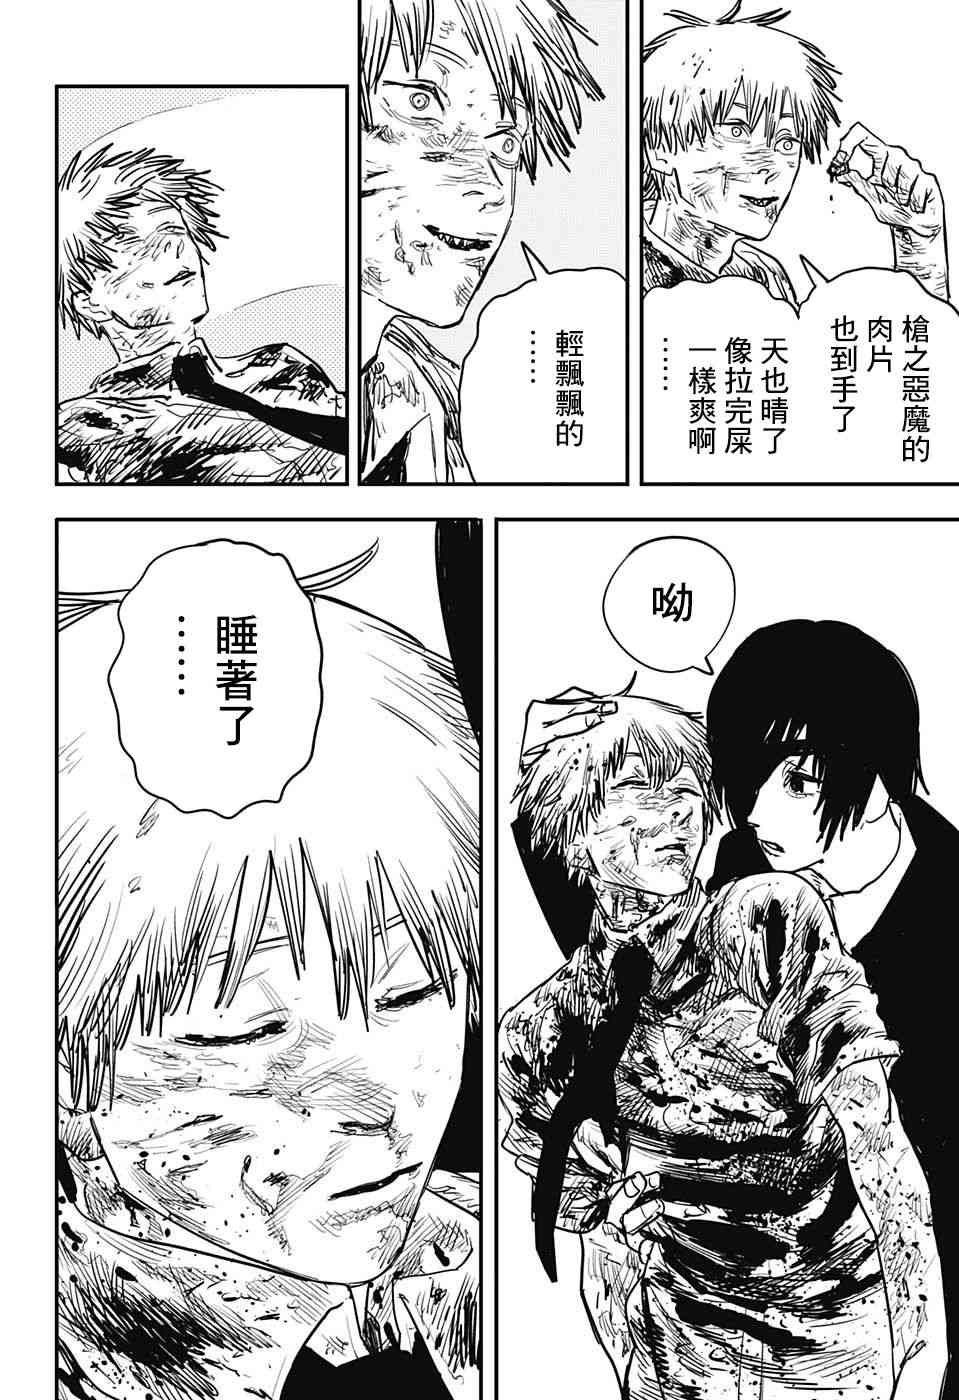 槍之惡魔的
肉片
也到手了
天也晴了
像拉完屎
一樣爽啊
……
輕飄飄的
……
呦
睡著了
……